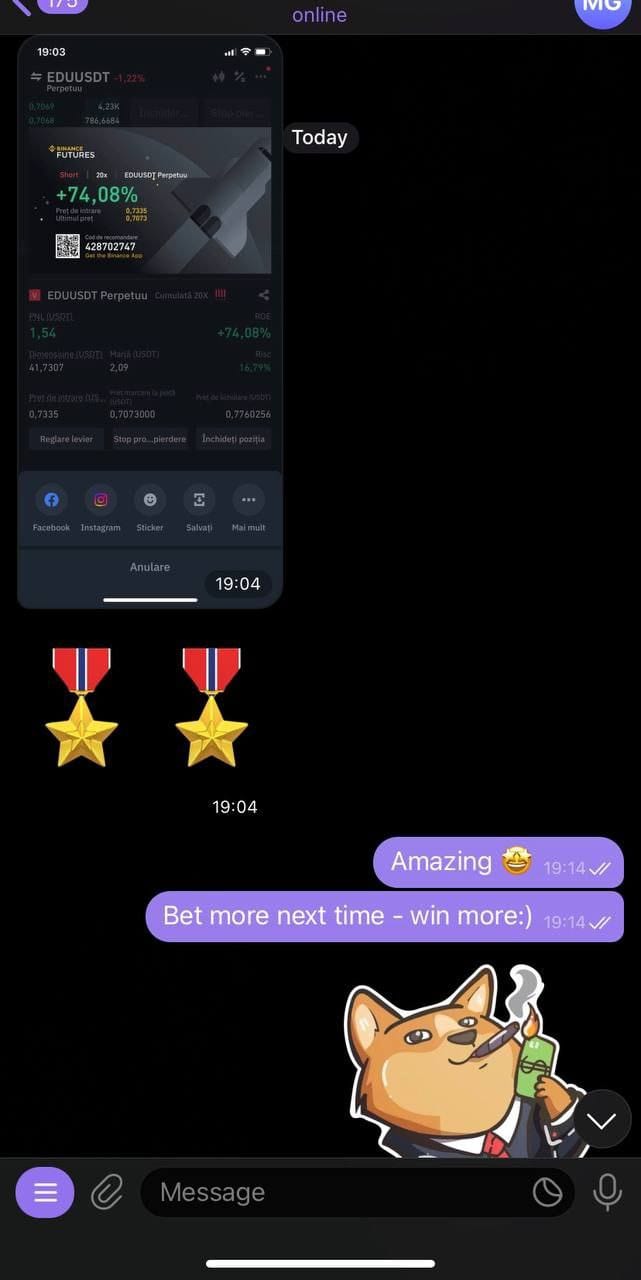 175
online
MG
19:03
EDUUSDT -1,22%
Perpetuu
0,7069 4,23K
0,7068 786,6684
Today
BINANCE
FUTURES
Short | 20x | EDUUSDT Perpetuu
+74,08%
Preț de intrare 0,7335
Ultimul preț 0,7073
Cod de recomandare
428702747
Get the Binance App
EDUUSDT Perpetuu Cumulată 20X
PNL (USDT) ROE
1,54 +74,08%
Dimensiune (USDT) Marjă (USDT) Risc
41,7307 2,09 16,79%
Preț de intrare (US... Preț marcare la piață (USDT) Preț de lichidare (USDT)
0,7335 0,7073000 0,7760256
Reglare levier Stop pro...pierdere Închideți poziția
Facebook Instagram Sticker Salvați Mai mult
Anulare
19:04
19:04
Amazing 🤩 19:14
Bet more next time - win more:) 19:14
Message